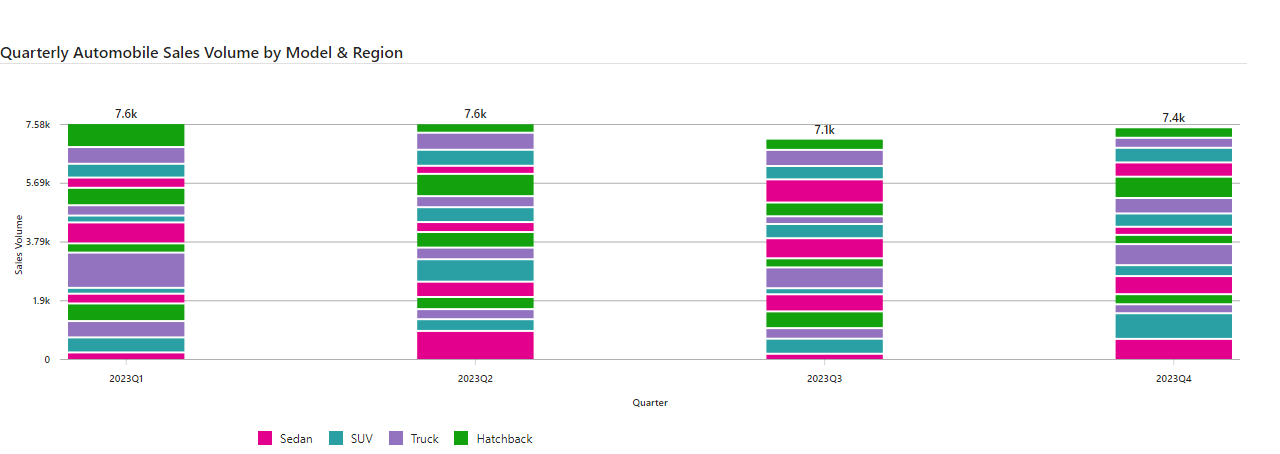 Quarterly Automobile Sales Volume by Model & Region
7.6k 7.6k 7.1k 7.4k
7.58k
5.69k
3.79k
1.9k
0
Sales Volume
2023Q1 2023Q2 2023Q3 2023Q4
Quarter
Sedan SUV Truck Hatchback